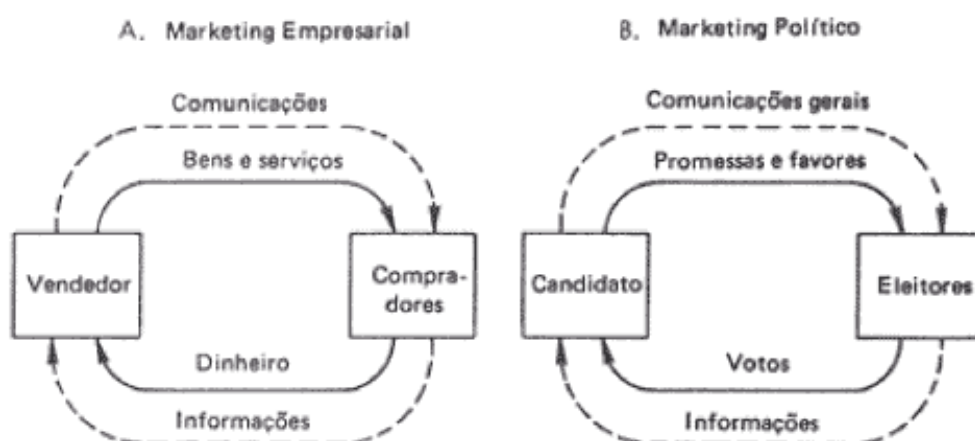 A. Marketing Empresarial
Comunicações
Bens e serviços
Vendedor
Compra-
dores
Dinheiro
Informações
B. Marketing Político
Comunicações gerais
Promessas e favores
Candidato
Eleitores
Votos
Informações